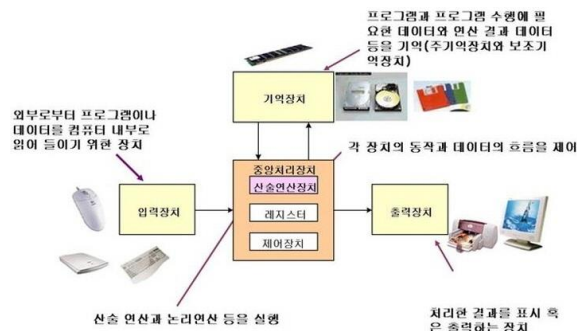 프로그램과 프로그램 수행에 필
요한 데이터와 연산 결과 데이터
등을 기억(주기억장치와 보조기
억장치)
기억장치
외부로부터 프로그램이나
데이터를 컴퓨터 내부로
읽어 들이기 위한 장치
각 장치의 동작과 데이터의 흐름을 제어
중앙처리장치
산술연산장치
입력장치
레지스터
출력장치
제어장치
산술 연산과 논리연산 등을 실행
처리한 결과를 표시 혹
은 출력하는 장치